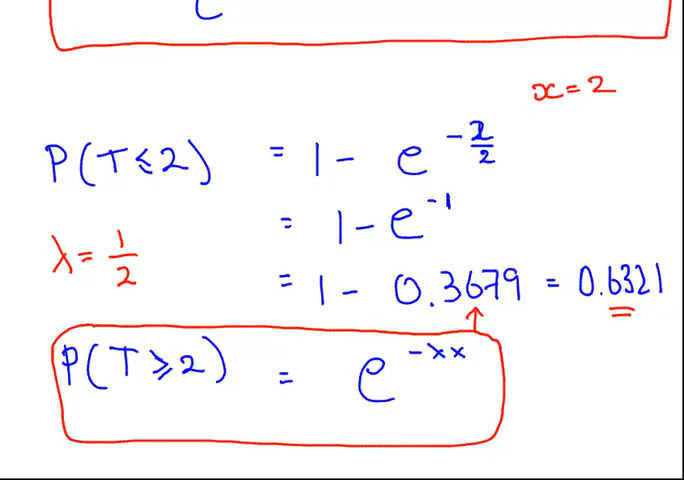 x = 2
P(T ≤ 2) = 1 - e^{-2/2}
= 1 - e^{-1}
λ = 1/2
= 1 - 0.3679 = 0.6321
P(T ≥ 2) = e^{-λx}